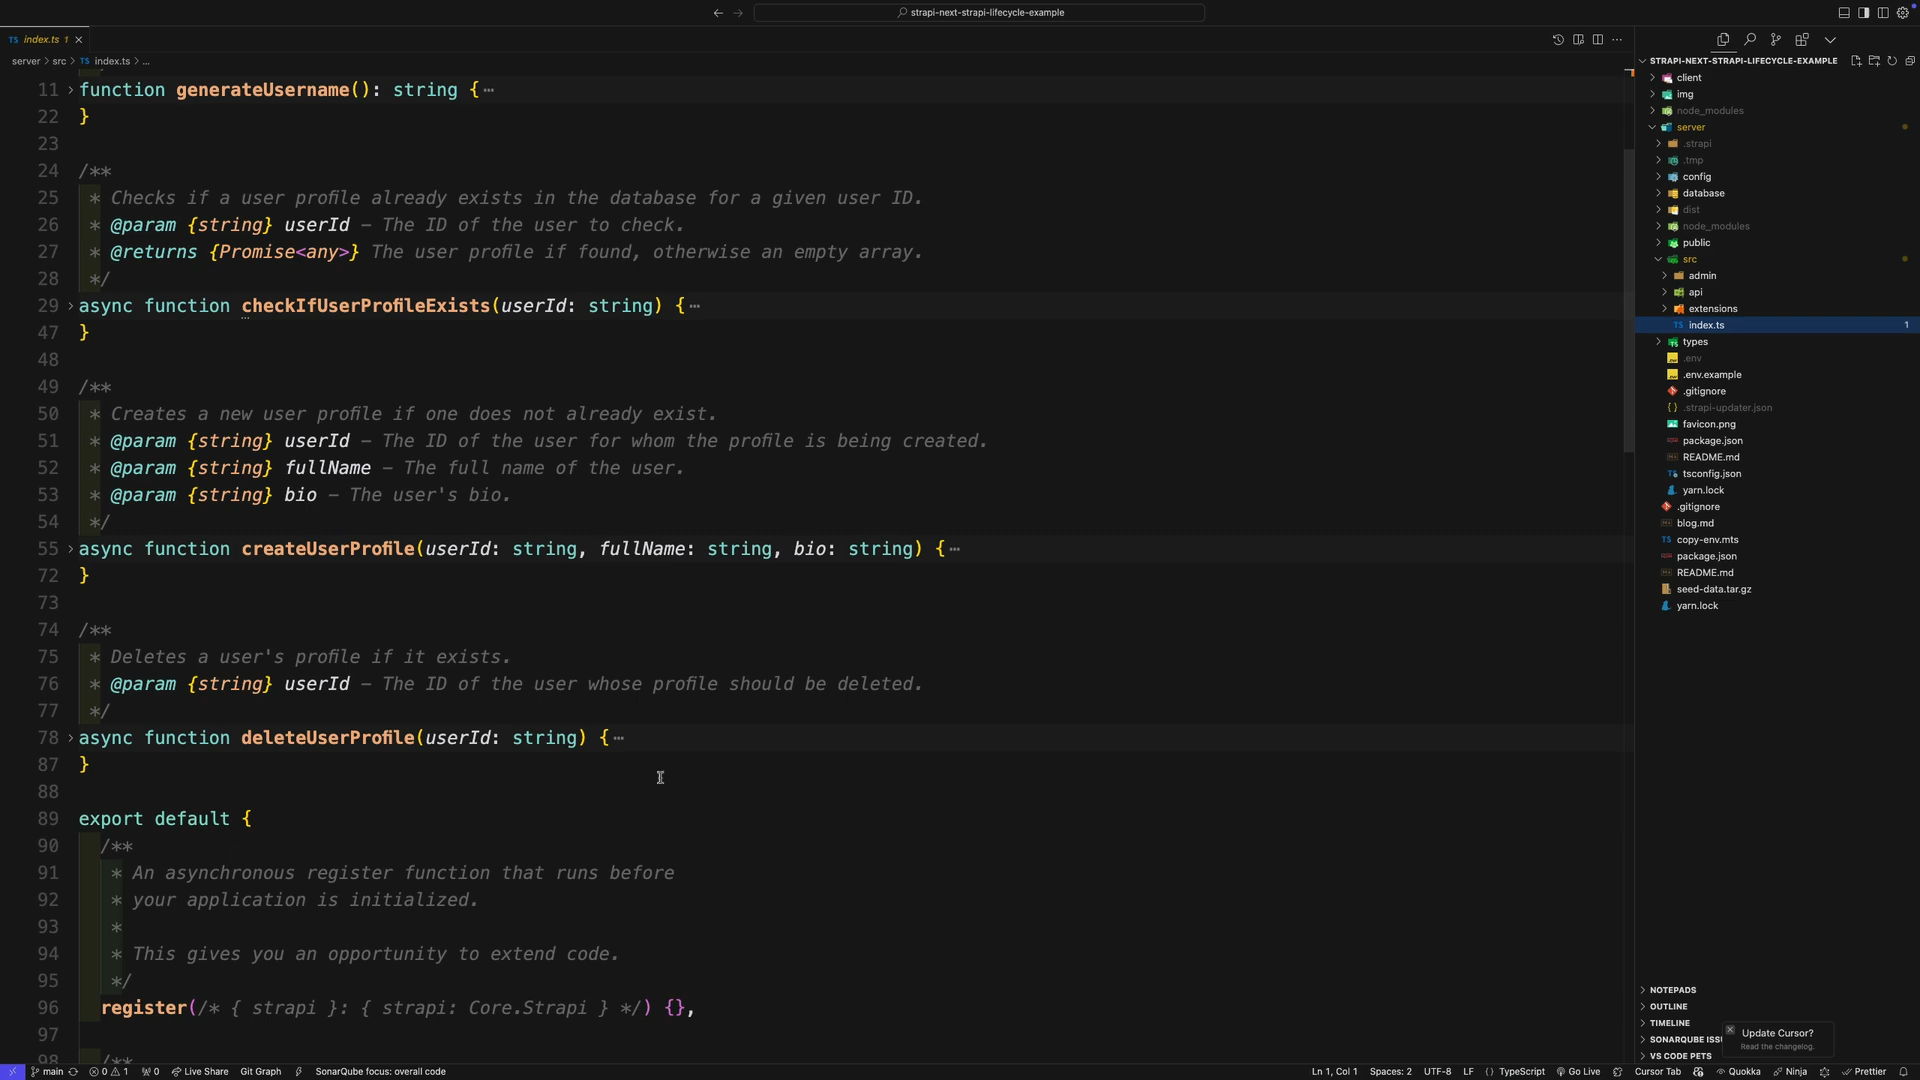 strapi-next-strapi-lifecycle-example
TS index.ts 1
server > src > TS index.ts > ...
11 function generateUsername(): string {⋯
22 }
23
24 /**
25 * Checks if a user profile already exists in the database for a given user ID.
26 * @param {string} userId – The ID of the user to check.
27 * @returns {Promise<any>} The user profile if found, otherwise an empty array.
28 */
29 async function checkIfUserProfileExists(userId: string) {⋯
47 }
48
49 /**
50 * Creates a new user profile if one does not already exist.
51 * @param {string} userId – The ID of the user for whom the profile is being created.
52 * @param {string} fullName – The full name of the user.
53 * @param {string} bio – The user's bio.
54 */
55 async function createUserProfile(userId: string, fullName: string, bio: string) {⋯
72 }
73
74 /**
75 * Deletes a user's profile if it exists.
76 * @param {string} userId – The ID of the user whose profile should be deleted.
77 */
78 async function deleteUserProfile(userId: string) {⋯
87 }
88
89 export default {
90 /**
91 * An asynchronous register function that runs before
92 * your application is initialized.
93 *
94 * This gives you an opportunity to extend code.
95 */
96 register(/* { strapi }: { strapi: Core.Strapi } */) {},
97
98 /**
STRAPI-NEXT-STRAPI-LIFECYCLE-EXAMPLE
client
img
node_modules
server
.strapi
.tmp
config
database
dist
node_modules
public
src
admin
api
extensions
TS index.ts 1
types
.env
.env.example
.gitignore
{} .strapi-updater.json
favicon.png
package.json
README.md
tsconfig.json
yarn.lock
.gitignore
blog.md
TS copy-env.mts
package.json
README.md
seed-data.tar.gz
yarn.lock
NOTEPADS
OUTLINE
TIMELINE
SONARQUBE ISSU
VS CODE PETS
Update Cursor?
Read the changelog.
main 0 1 0 Live Share Git Graph SonarQube focus: overall code Ln 1, Col 1 Spaces: 2 UTF-8 LF {} TypeScript Go Live Cursor Tab Quokka Ninja Prettier